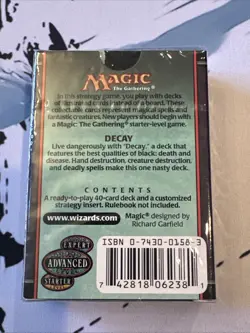 MAGIC
The Gathering®
In this strategy game, you play with decks
of like-sized cards instead of a board. These
collectable cards represent magical spells and
fantastic creatures. New players should begin with
a Magic: The Gathering® starter-level game.
DECAY
Live dangerously with "Decay," a deck that
features the best qualities of black: death and
disease. Hand destruction, creature destruction,
and deadly spells make this one nasty deck.
CONTENTS
A ready-to-play 40-card deck and a customized
strategy insert. Rulebook not included.
www.wizards.com
Magic® designed by
Richard Garfield
ISBN 0-7430-0158-3
EXPERT
ADVANCED
STARTER
7 42818 06238 1